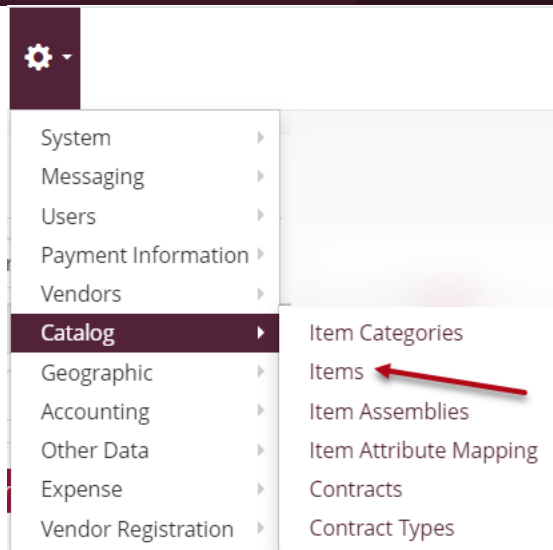 System
Messaging
Users
Payment Information
Vendors
Catalog
Geographic
Accounting
Other Data
Expense
Vendor Registration
Item Categories
Items
Item Assemblies
Item Attribute Mapping
Contracts
Contract Types